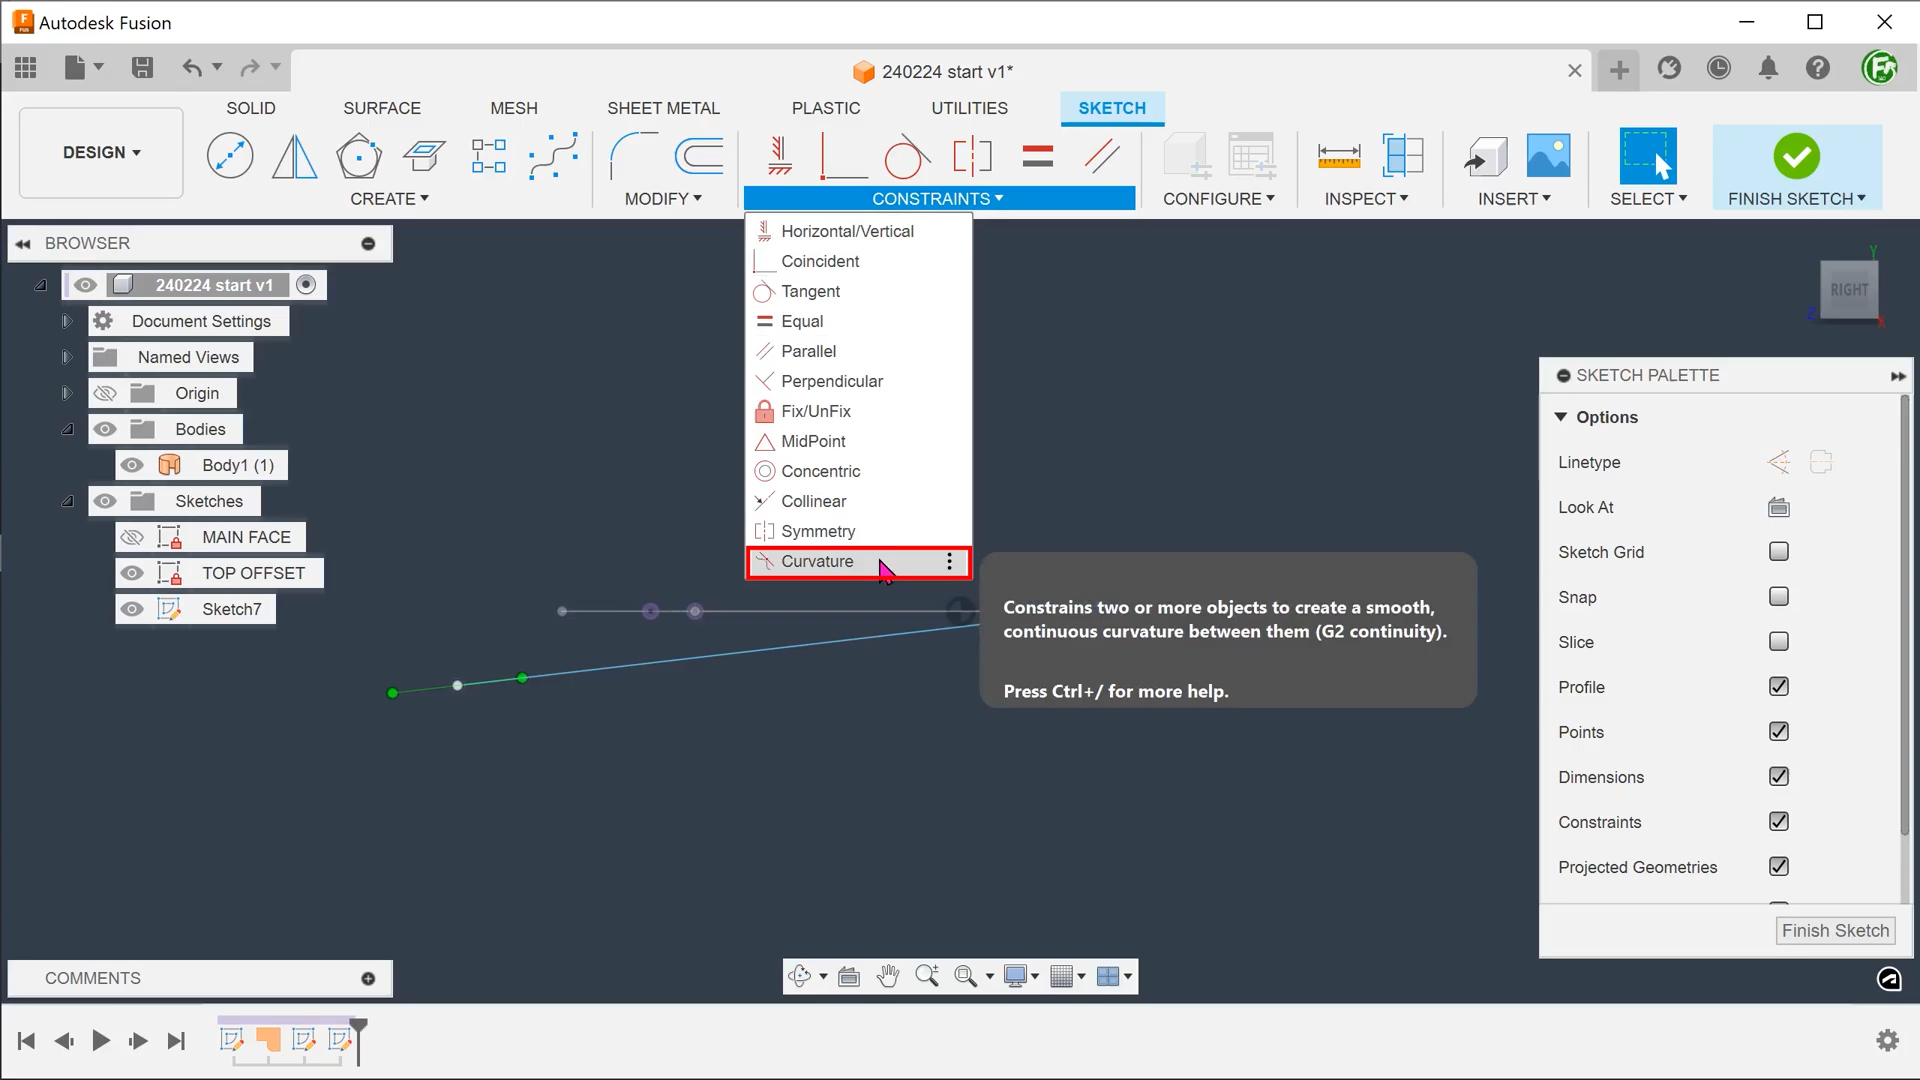 Autodesk Fusion
240224 start v1*
SOLID
SURFACE
MESH
SHEET METAL
PLASTIC
UTILITIES
SKETCH
DESIGN
CREATE
MODIFY
CONSTRAINTS
CONFIGURE
INSPECT
INSERT
SELECT
FINISH SKETCH
BROWSER
240224 start v1
Document Settings
Named Views
Origin
Bodies
Body1 (1)
Sketches
MAIN FACE
TOP OFFSET
Sketch7
Horizontal/Vertical
Coincident
Tangent
Equal
Parallel
Perpendicular
Fix/UnFix
MidPoint
Concentric
Collinear
Symmetry
Curvature
Constrains two or more objects to create a smooth,
continuous curvature between them (G2 continuity).
Press Ctrl+/ for more help.
Y
RIGHT
Z
X
SKETCH PALETTE
Options
Linetype
Look At
Sketch Grid
Snap
Slice
Profile
Points
Dimensions
Constraints
Projected Geometries
Finish Sketch
COMMENTS